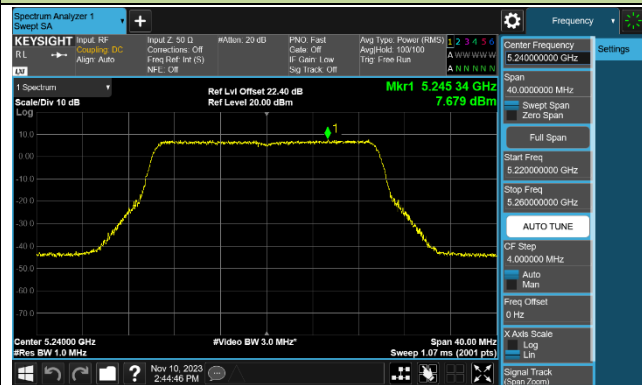 Spectrum Analyzer 1
Swept SA
Frequency
KEYSIGHT
RL
LXI
Input: RF
Coupling: DC
Align: Auto
Input Z: 50 Ω
Corrections: Off
Freq Ref: Int (S)
NFE: Off
#Atten: 20 dB
PNO: Fast
Gate: Off
IF Gain: Low
Sig Track: Off
Avg Type: Power (RMS)
Avg|Hold: 100/100
Trig: Free Run
1 2 3 4 5 6
A W W W W W
A N N N N N
1 Spectrum
Scale/Div 10 dB
Log
Ref Lvl Offset 22.40 dB
Ref Level 20.00 dBm
Mkr1 5.245 34 GHz
7.679 dBm
1
10.0
0.00
-10.0
-20.0
-30.0
-40.0
-50.0
-60.0
-70.0
Center 5.24000 GHz
#Res BW 1.0 MHz
#Video BW 3.0 MHz*
Span 40.00 MHz
Sweep 1.07 ms (2001 pts)
Nov 10, 2023
2:44:46 PM
Center Frequency
5.240000000 GHz
Settings
Span
40.0000000 MHz
Swept Span
Zero Span
Full Span
Start Freq
5.220000000 GHz
Stop Freq
5.260000000 GHz
AUTO TUNE
CF Step
4.000000 MHz
Auto
Man
Freq Offset
0 Hz
X Axis Scale
Log
Lin
Signal Track
(Span Zoom)